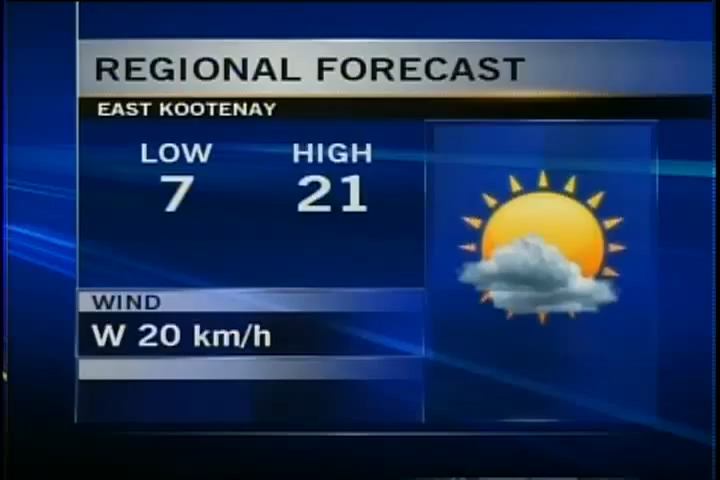 REGIONAL FORECAST
EAST KOOTENAY
LOW HIGH
7 21
WIND
W 20 km/h